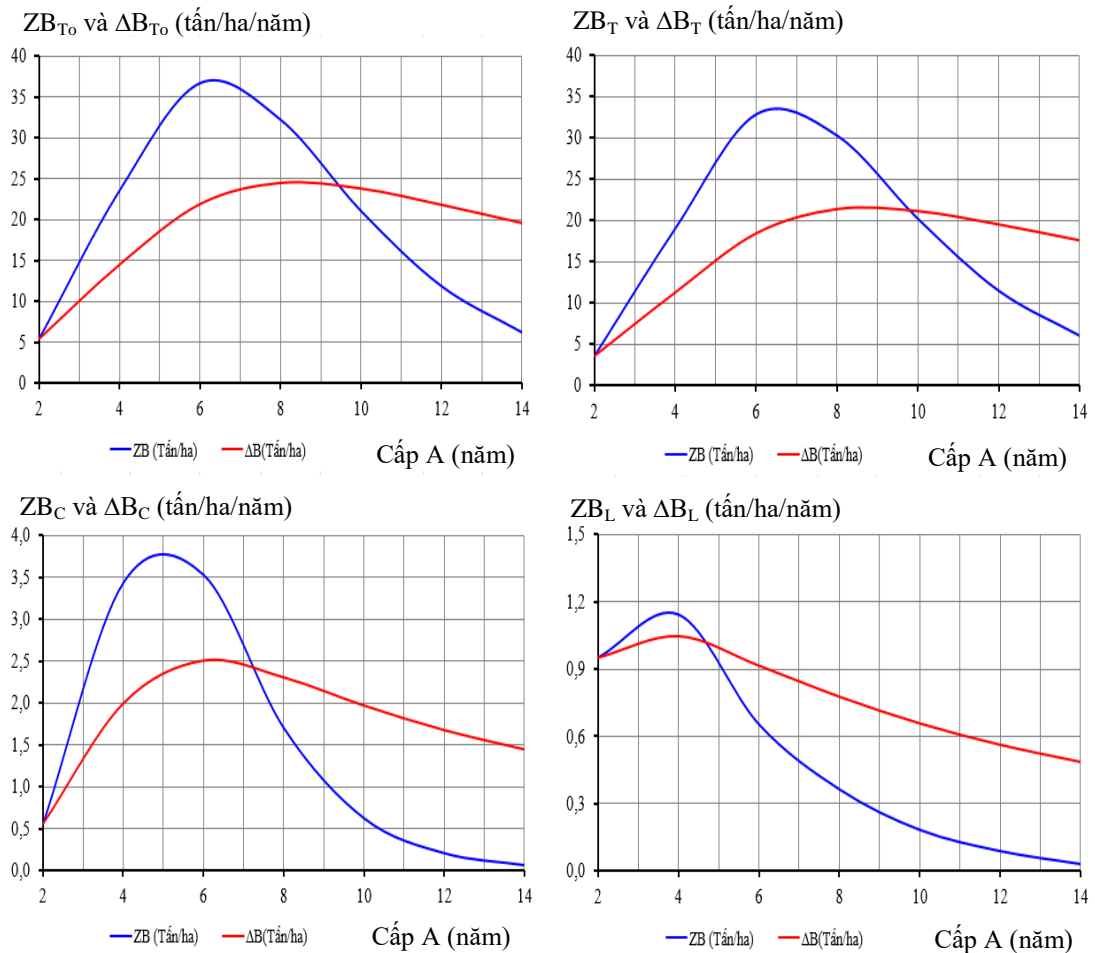 ZB_To và ΔB_To (tấn/ha/năm)
40
35
30
25
20
15
10
5
0
2 4 6 8 10 12 14
ZB (Tấn/ha) ΔB(Tấn/ha) Cấp A (năm)
ZB_T và ΔB_T (tấn/ha/năm)
40
35
30
25
20
15
10
5
0
2 4 6 8 10 12 14
ZB (Tấn/ha) ΔB(Tấn/ha) Cấp A (năm)
ZB_C và ΔB_C (tấn/ha/năm)
4,0
3,5
3,0
2,5
2,0
1,5
1,0
0,5
0,0
2 4 6 8 10 12 14
ZB (Tấn/ha) ΔB(Tấn/ha) Cấp A (năm)
ZB_L và ΔB_L (tấn/ha/năm)
1,5
1,2
0,9
0,6
0,3
0,0
2 4 6 8 10 12 14
ZB (Tấn/ha) ΔB(Tấn/ha) Cấp A (năm)